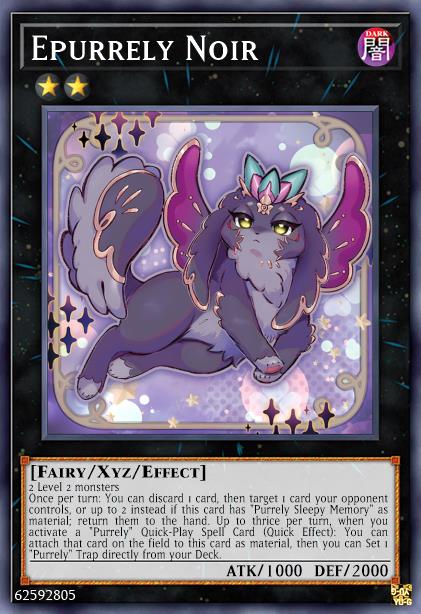 Epurrely Noir
DARK
闇
[Fairy/Xyz/Effect]
2 Level 2 monsters
Once per turn: You can discard 1 card, then target 1 card your opponent
controls, or up to 2 instead if this card has "Purrely Sleepy Memory" as
material; return them to the hand. Up to thrice per turn, when you
activate a "Purrely" Quick-Play Spell Card (Quick Effect): You can
attach that card on the field to this card as material, then you can Set 1
"Purrely" Trap directly from your Deck.
ATK/1000 DEF/2000
62592805